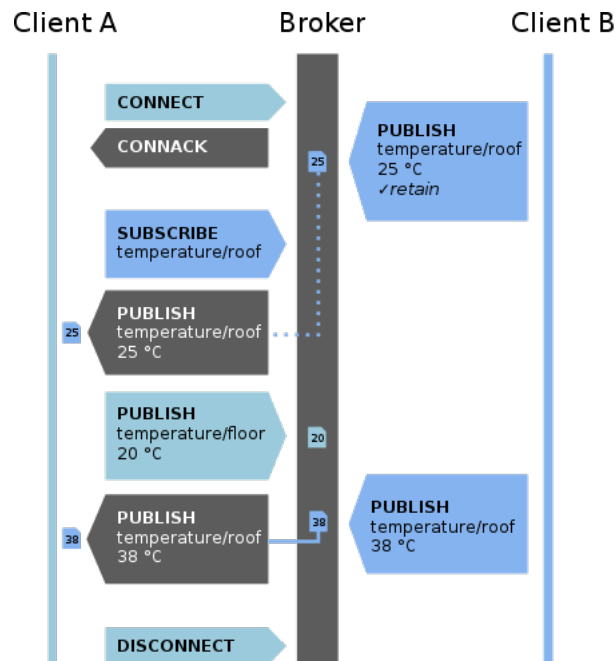 Client A
Broker
Client B
CONNECT
CONNACK
PUBLISH
temperature/roof
25 °C
✓retain
25
SUBSCRIBE
temperature/roof
PUBLISH
temperature/roof
25 °C
25
PUBLISH
temperature/floor
20 °C
20
PUBLISH
temperature/roof
38 °C
38
PUBLISH
temperature/roof
38 °C
38
DISCONNECT